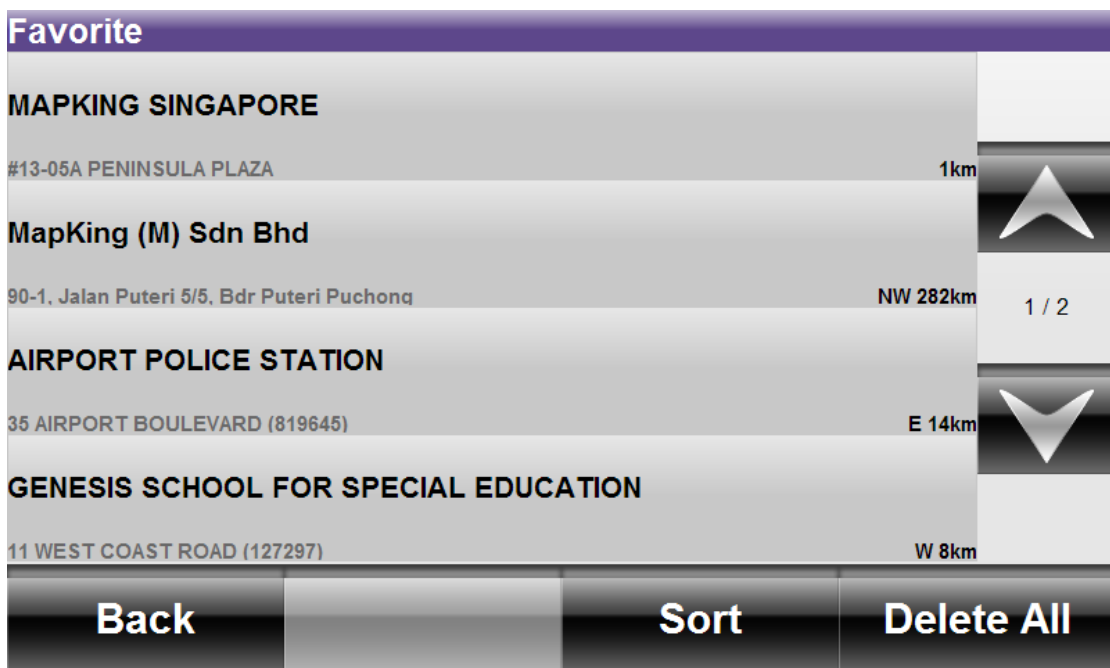 Favorite
MAPKING SINGAPORE
#13-05A PENINSULA PLAZA 1km
MapKing (M) Sdn Bhd
90-1, Jalan Puteri 5/5, Bdr Puteri Puchong NW 282km
1 / 2
AIRPORT POLICE STATION
35 AIRPORT BOULEVARD (819645) E 14km
GENESIS SCHOOL FOR SPECIAL EDUCATION
11 WEST COAST ROAD (127297) W 8km
Back Sort Delete All